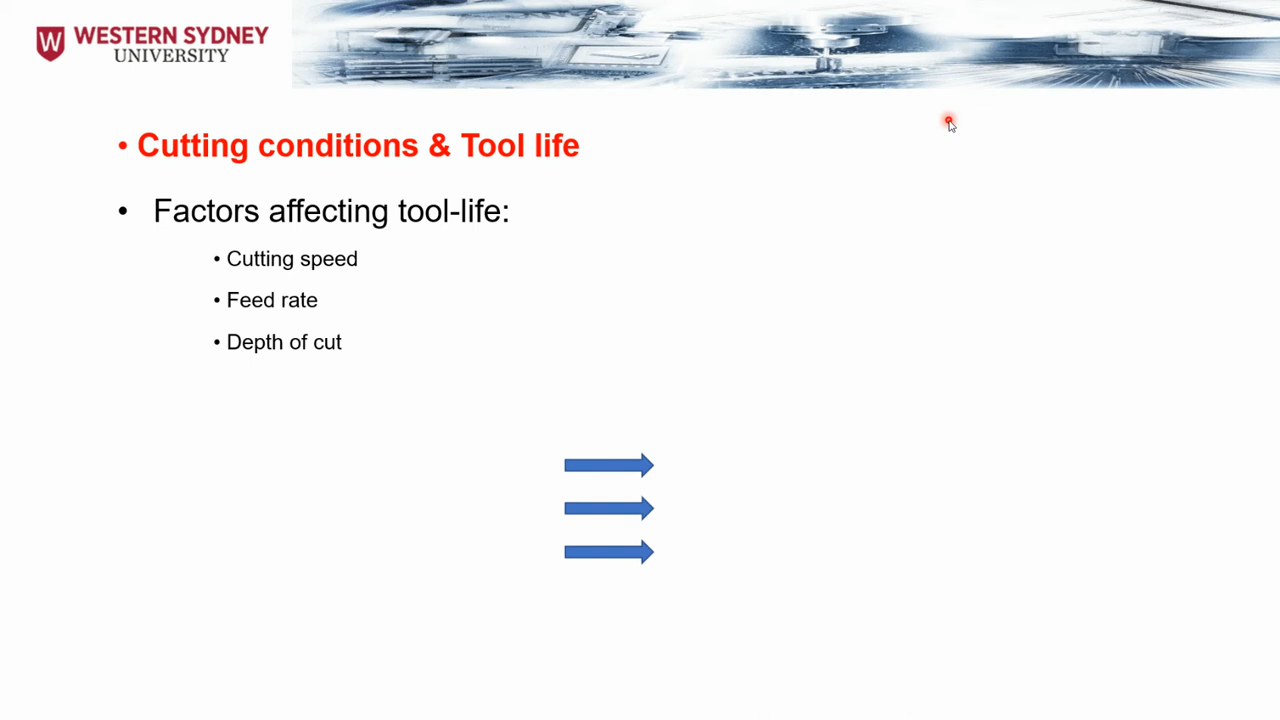 WESTERN SYDNEY
UNIVERSITY
• Cutting conditions & Tool life
• Factors affecting tool-life:
• Cutting speed
• Feed rate
• Depth of cut